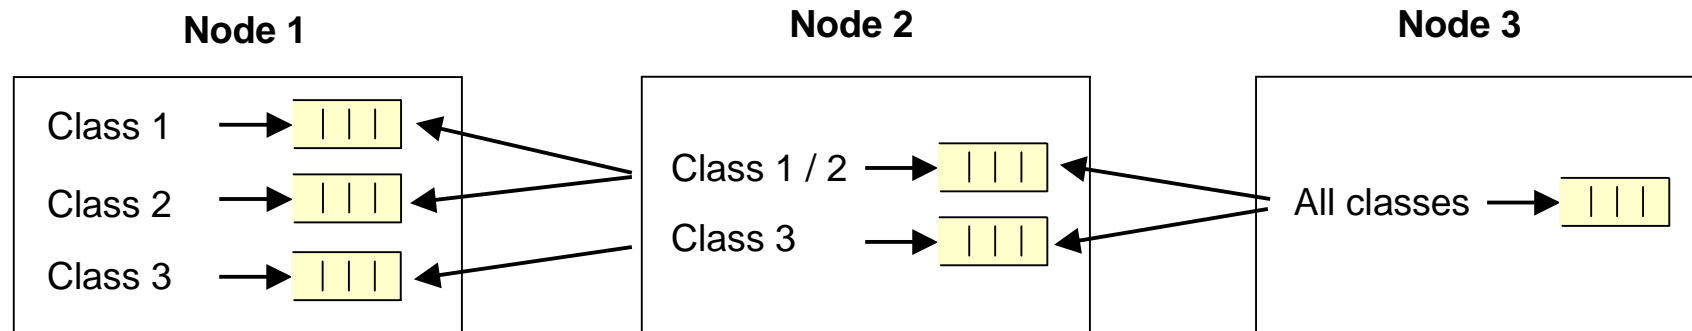 Node 1
Node 2
Node 3
Class 1
Class 2
Class 3
Class 1 / 2
Class 3
All classes